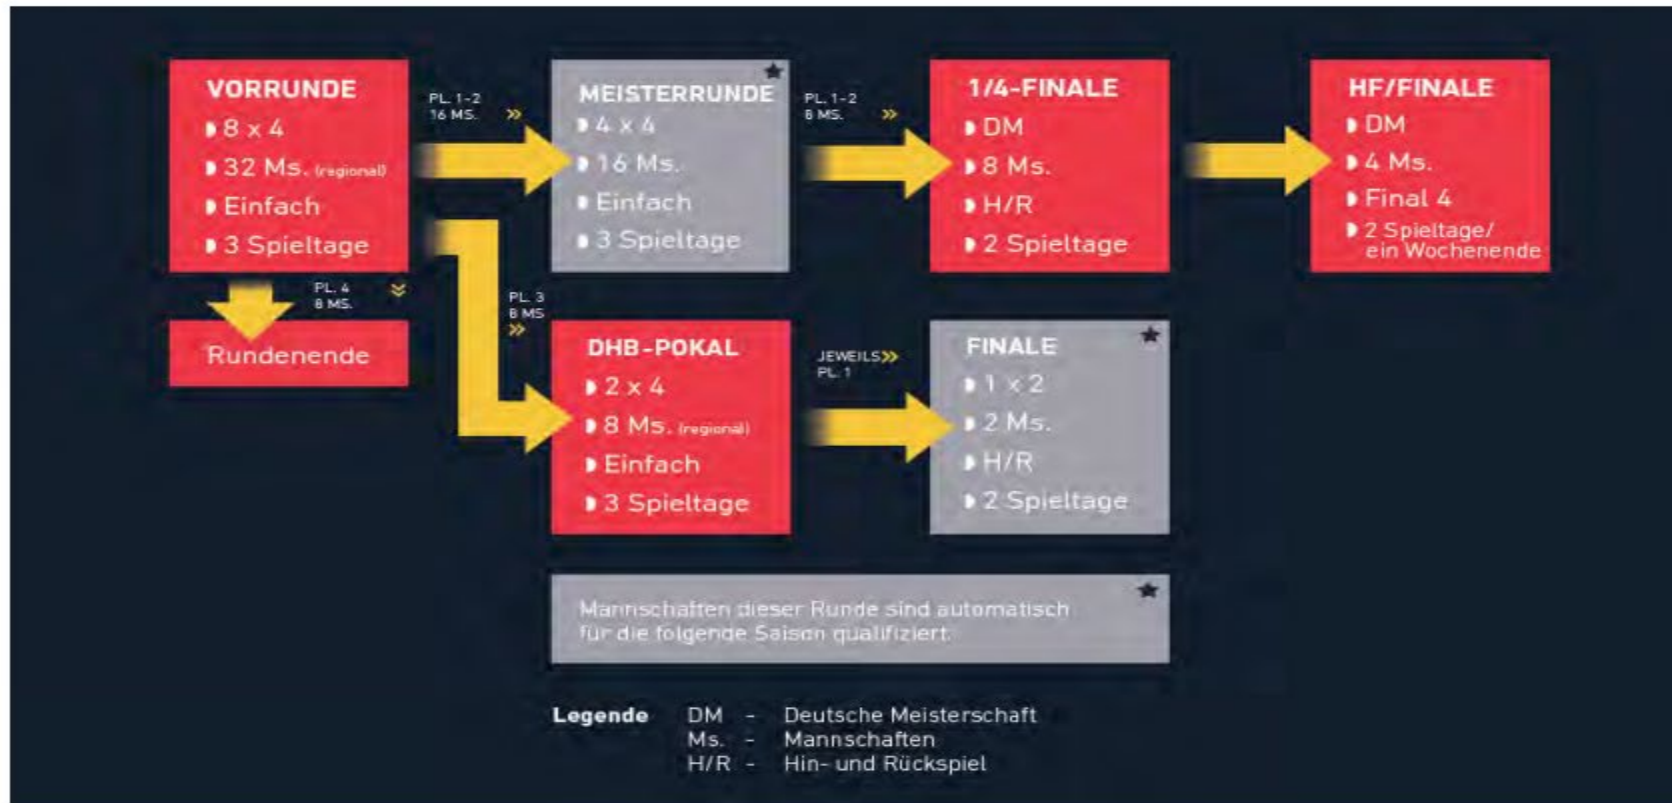 VORRUNDE
8 x 4
32 Ms. (regional)
Einfach
3 Spieltage
PL. 1-2
16 MS. »
MEISTERRUNDE ★
4 x 4
16 Ms.
Einfach
3 Spieltage
PL. 1-2
8 MS. »
1/4-FINALE
DM
8 Ms.
H/R
2 Spieltage
HF/FINALE
DM
4 Ms.
Final 4
2 Spieltage/
ein Wochenende
PL. 4
8 MS.
Rundenende
PL. 3
8 MS
»
DHB-POKAL
2 x 4
8 Ms. (regional)
Einfach
3 Spieltage
JEWEILS»
PL. 1
FINALE ★
1 x 2
2 Ms.
H/R
2 Spieltage
Mannschaften dieser Runde sind automatisch ★
für die folgende Saison qualifiziert.
Legende DM - Deutsche Meisterschaft
Ms. - Mannschaften
H/R - Hin- und Rückspiel